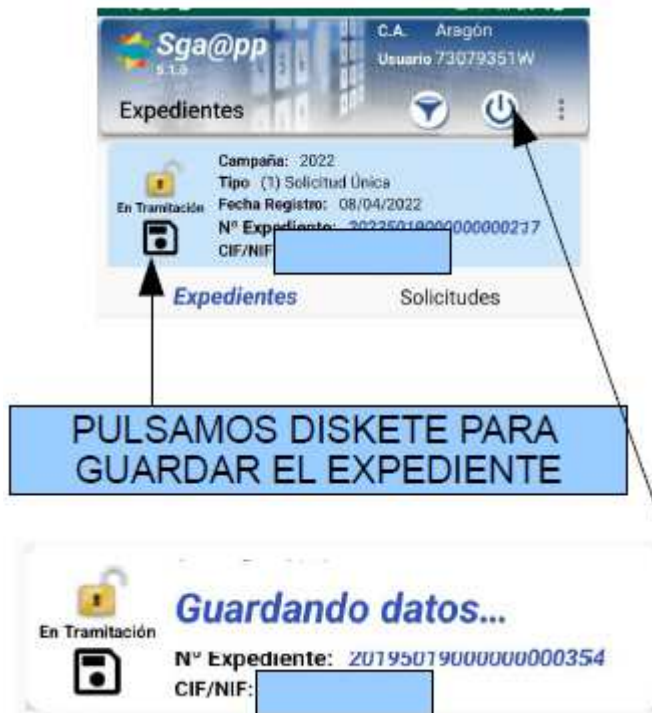 Sga@pp
C.A. Aragón
5.1.0
Usuario 73079351W
Expedientes
Campaña: 2022
Tipo (1) Solicitud Única
En Tramitación
Fecha Registro: 08/04/2022
Nº Expediente: 20225019000000000217
CIF/NIF:
Expedientes
Solicitudes
PULSAMOS DISKETE PARA
GUARDAR EL EXPEDIENTE
Guardando datos...
En Tramitación
Nº Expediente: 20195019000000000354
CIF/NIF: